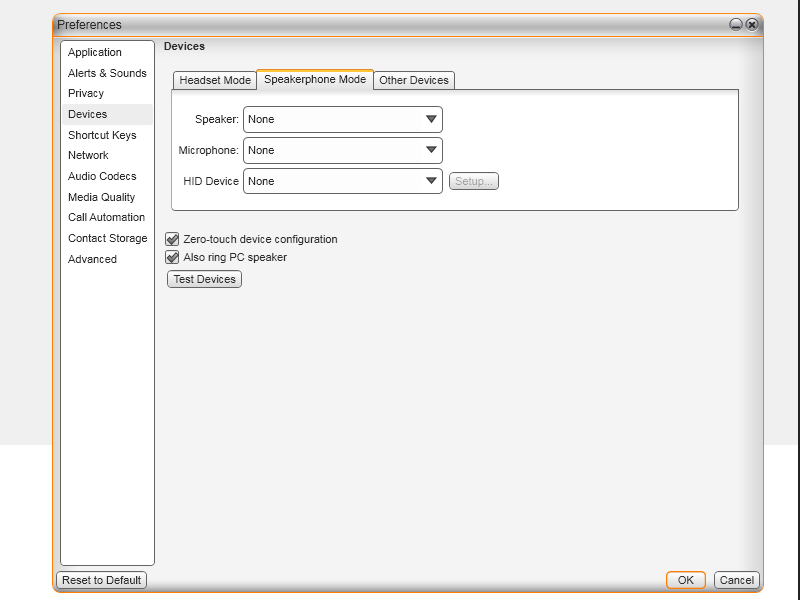 Preferences
Application
Alerts & Sounds
Privacy
Devices
Shortcut Keys
Network
Audio Codecs
Media Quality
Call Automation
Contact Storage
Advanced
Devices
Headset Mode
Speakerphone Mode
Other Devices
Speaker: None
Microphone: None
HID Device None Setup...
Zero-touch device configuration
Also ring PC speaker
Test Devices
Reset to Default
OK
Cancel